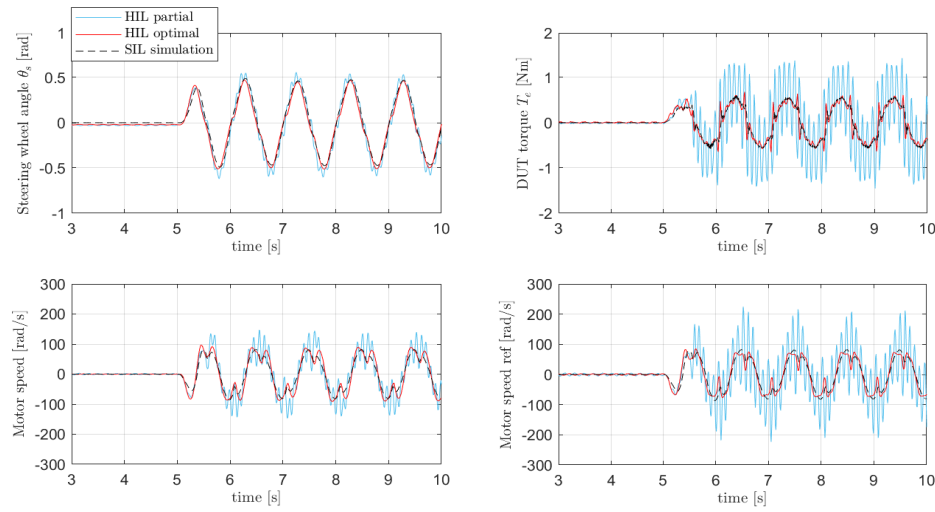 HIL partial
HIL optimal
SIL simulation
Steering wheel angle θs [rad]
1
0.5
0
-0.5
-1
3 4 5 6 7 8 9 10
time [s]
DUT torque Te [Nm]
2
1
0
-1
-2
3 4 5 6 7 8 9 10
time [s]
Motor speed [rad/s]
300
200
100
0
-100
-200
-300
3 4 5 6 7 8 9 10
time [s]
Motor speed ref [rad/s]
300
200
100
0
-100
-200
-300
3 4 5 6 7 8 9 10
time [s]